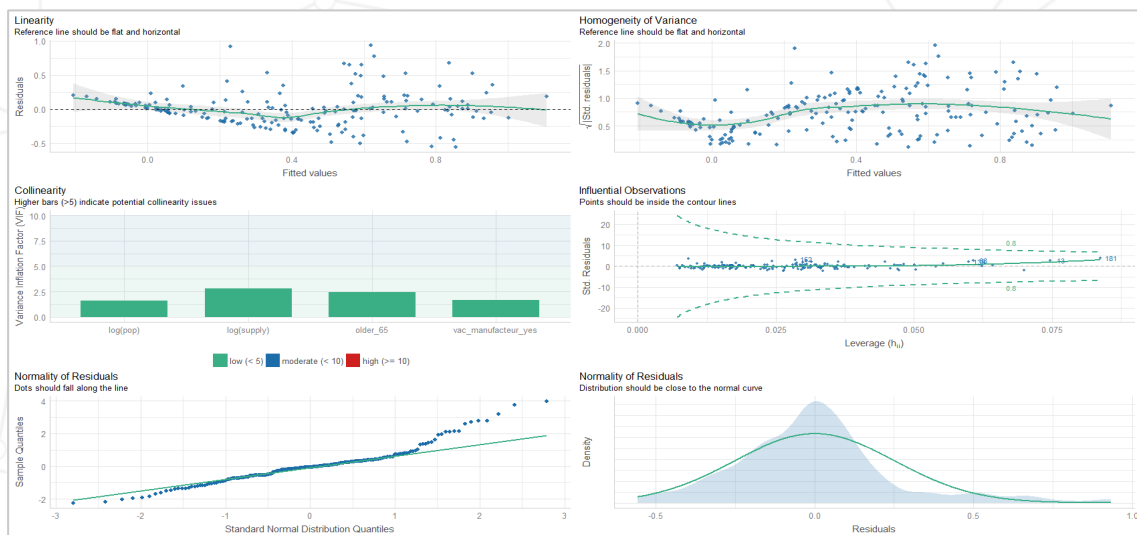 Linearity
Reference line should be flat and horizontal
Residuals
1.0
0.5
0.0
-0.5
0.0
0.4
0.8
Fitted values
Homogeneity of Variance
Reference line should be flat and horizontal
√|Std. residuals|
2.0
1.5
1.0
0.5
0.0
0.4
0.8
Fitted values
Collinearity
Higher bars (>5) indicate potential collinearity issues
Variance Inflation Factor (VIF)
10.0
7.5
5.0
2.5
0.0
log(pop)
log(supply)
older_65
vac_manufacteur_yes
low (< 5)
moderate (< 10)
high (>= 10)
Influential Observations
Points should be inside the contour lines
Std. Residuals
20
10
0
-10
-20
0.8
0.8
152
13
181
0.000
0.025
0.050
0.075
Leverage (hii)
Normality of Residuals
Dots should fall along the line
Sample Quantiles
4
2
0
-2
-3
-2
-1
0
1
2
3
Standard Normal Distribution Quantiles
Normality of Residuals
Distribution should be close to the normal curve
Density
-0.5
0.0
0.5
1.0
Residuals